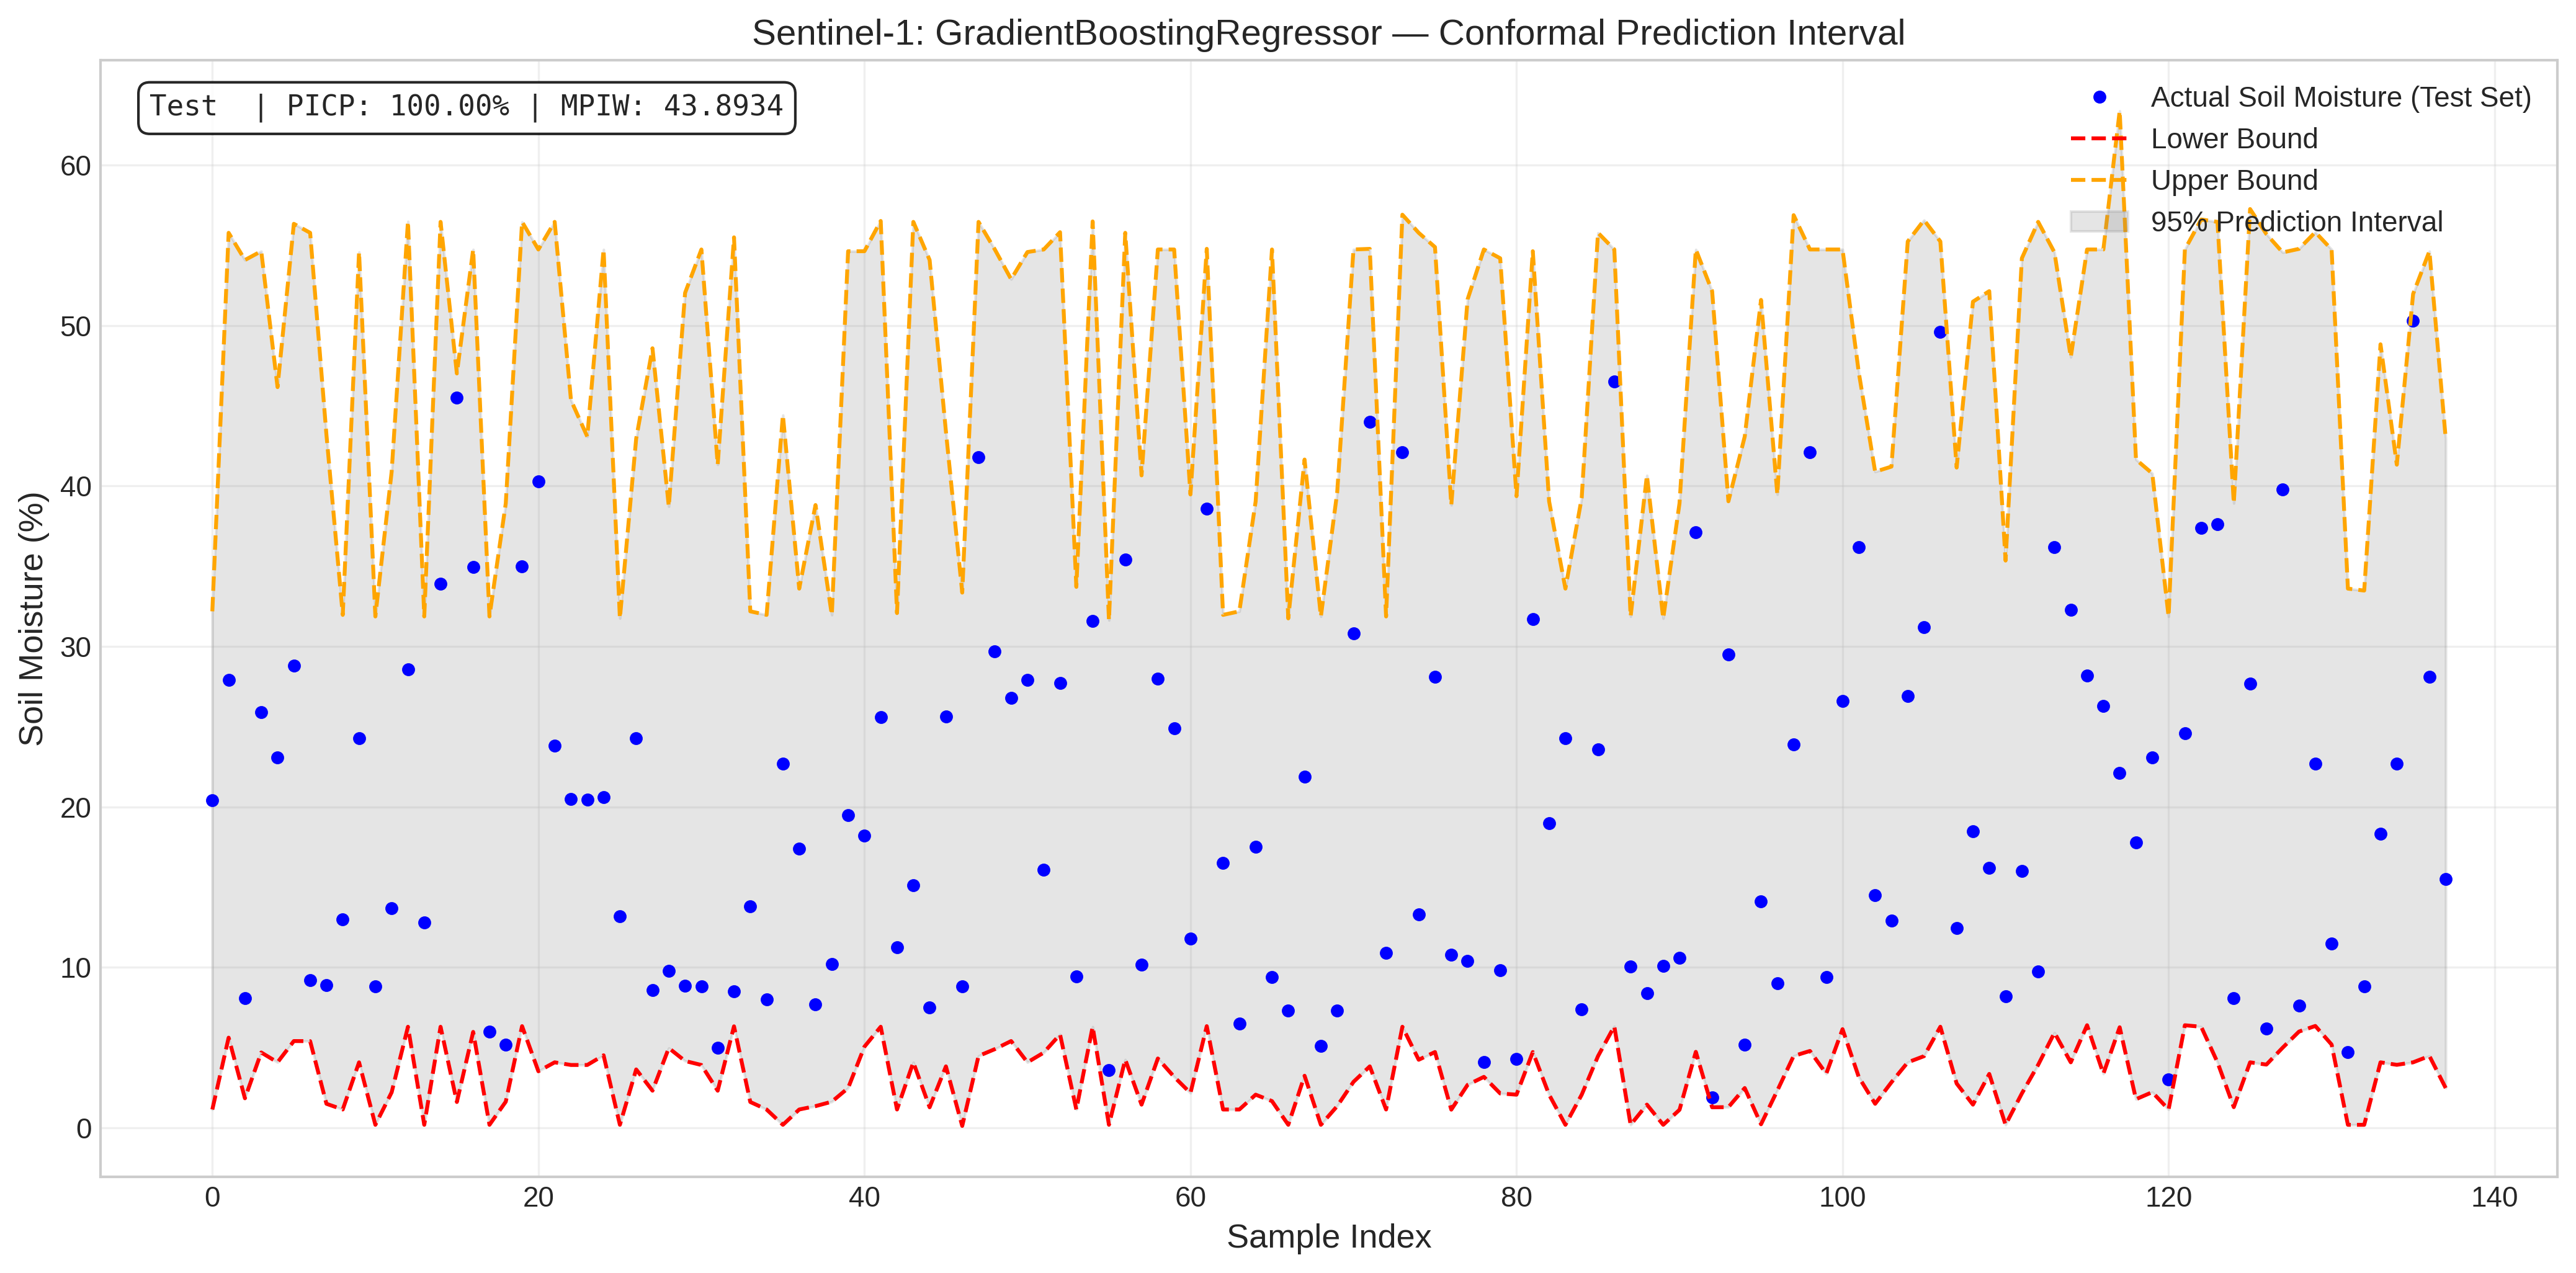 Sentinel-1: GradientBoostingRegressor — Conformal Prediction Interval
Test  | PICP: 100.00% | MPIW: 43.8934
Actual Soil Moisture (Test Set)
Lower Bound
Upper Bound
95% Prediction Interval
Soil Moisture (%)
60
50
40
30
20
10
0
0 20 40 60 80 100 120 140
Sample Index